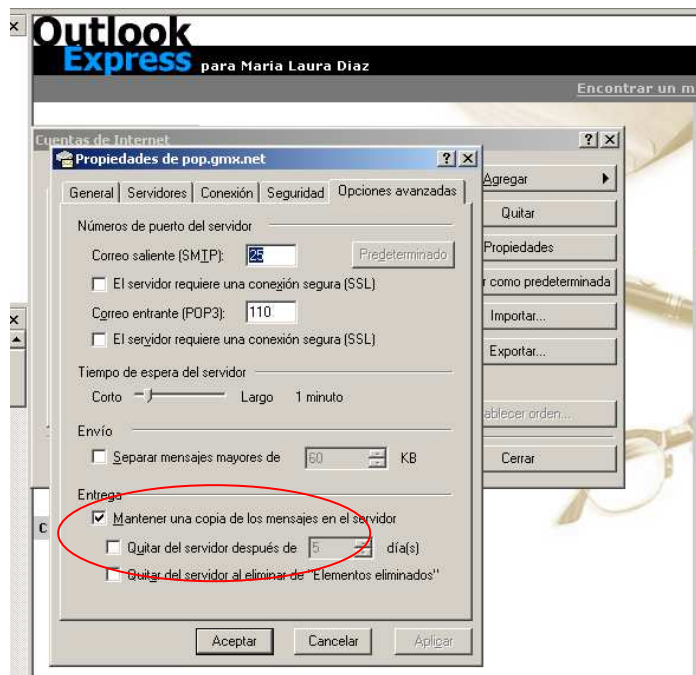 Outlook
Express para Maria Laura Diaz
Encontrar un m
Cuentas de Internet
Propiedades de pop.gmx.net
General Servidores Conexión Seguridad Opciones avanzadas
Números de puerto del servidor
Correo saliente (SMTP): 25 Predeterminado
El servidor requiere una conexión segura (SSL)
Correo entrante (POP3): 110
El servidor requiere una conexión segura (SSL)
Tiempo de espera del servidor
Corto Largo 1 minuto
Envío
Separar mensajes mayores de 60 KB
Entrega
Mantener una copia de los mensajes en el servidor
Quitar del servidor después de 5 día(s)
Quitar del servidor al eliminar de "Elementos eliminados"
Aceptar Cancelar Aplicar
Agregar
Quitar
Propiedades
r como predeterminada
Importar...
Exportar...
ablecer orden...
Cerrar
C